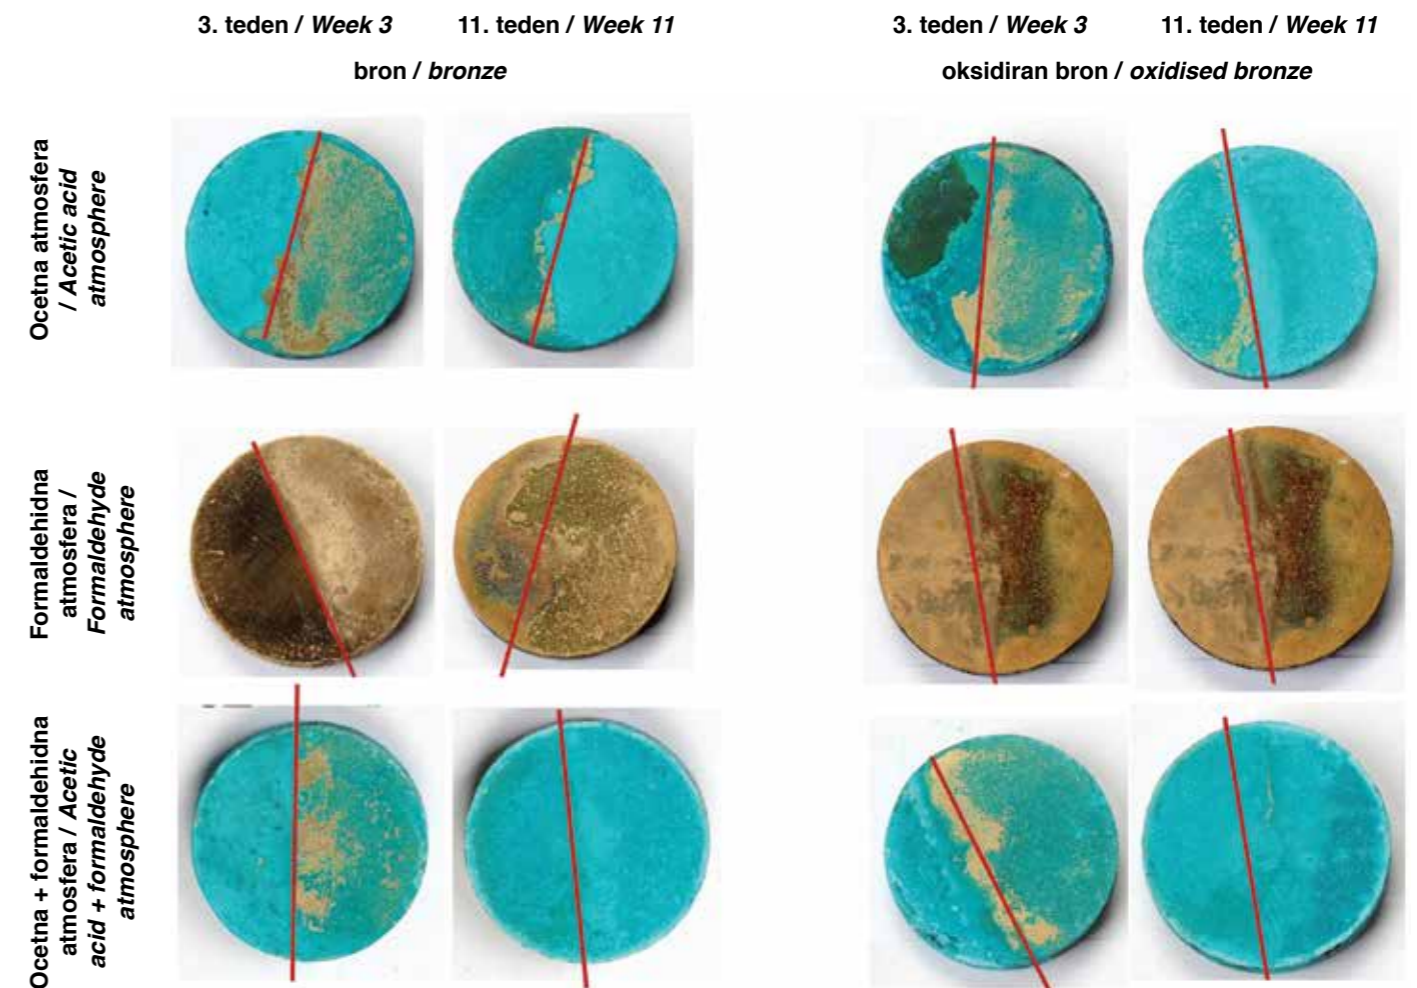 3. teden / Week 3
11. teden / Week 11
3. teden / Week 3
11. teden / Week 11
bron / bronze
oksidiran bron / oxidised bronze
Ocetna atmosfera
/ Acetic acid
atmosphere
Formaldehidna
atmosfera /
Formaldehyde
atmosphere
Ocetna + formaldehidna
atmosfera / Acetic
acid + formaldehyde
atmosphere